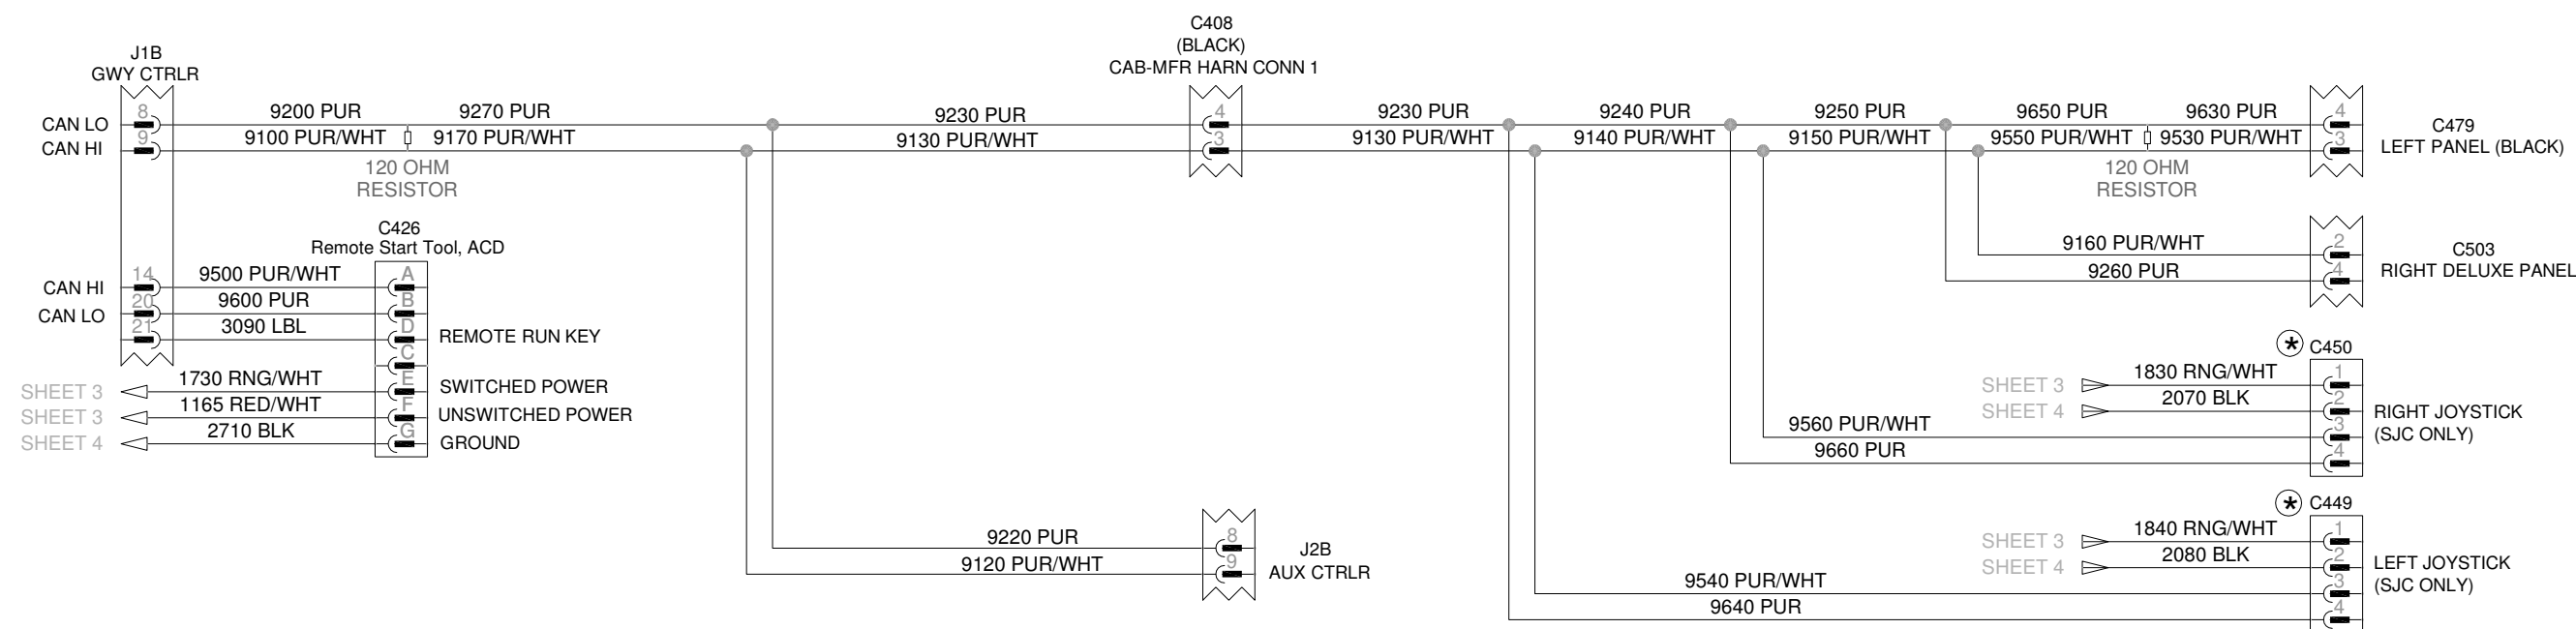 C408
(BLACK)
CAB-MFR HARN CONN 1
J1B
GWY CTRLR
CAN LO
8
9200 PUR
9270 PUR
9230 PUR
4
9230 PUR
9240 PUR
9250 PUR
9650 PUR
9630 PUR
4
CAN HI
9
9100 PUR/WHT
9170 PUR/WHT
9130 PUR/WHT
3
9130 PUR/WHT
9140 PUR/WHT
9150 PUR/WHT
9550 PUR/WHT
9530 PUR/WHT
3
C479
LEFT PANEL (BLACK)
120 OHM
RESISTOR
120 OHM
RESISTOR
C426
Remote Start Tool, ACD
9160 PUR/WHT
2
9260 PUR
4
C503
RIGHT DELUXE PANEL
CAN HI
14
9500 PUR/WHT
A
CAN LO
20
9600 PUR
B
21
3090 LBL
D
REMOTE RUN KEY
C
SHEET 3
1730 RNG/WHT
E
SWITCHED POWER
SHEET 3
1165 RED/WHT
F
UNSWITCHED POWER
SHEET 4
2710 BLK
G
GROUND
*
C450
SHEET 3
1830 RNG/WHT
1
SHEET 4
2070 BLK
2
9560 PUR/WHT
3
9660 PUR
4
RIGHT JOYSTICK
(SJC ONLY)
*
C449
SHEET 3
1840 RNG/WHT
1
SHEET 4
2080 BLK
2
9540 PUR/WHT
3
9640 PUR
4
LEFT JOYSTICK
(SJC ONLY)
9220 PUR
8
9120 PUR/WHT
9
J2B
AUX CTRLR